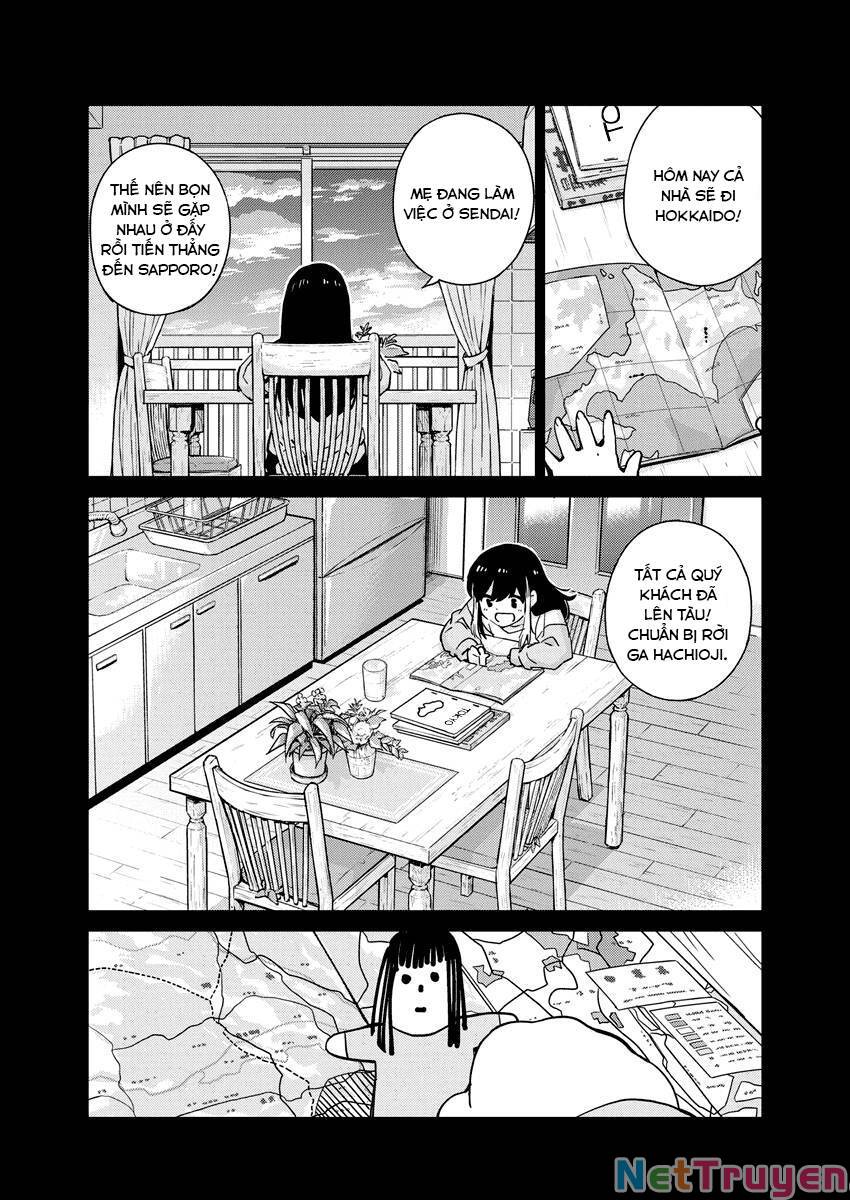 HÔM NAY CẢ
NHÀ SẼ ĐI
HOKKAIDO!
MẸ ĐANG LÀM
VIỆC Ở SENDAI!
THẾ NÊN BỌN
MÌNH SẼ GẶP
NHAU Ở ĐẤY
RỒI TIẾN THẲNG
ĐẾN SAPPORO!
TẤT CẢ QUÝ
KHÁCH ĐÃ
LÊN TÀU!
CHUẨN BỊ RỜI
GA HACHIOJI.
NetTruyen